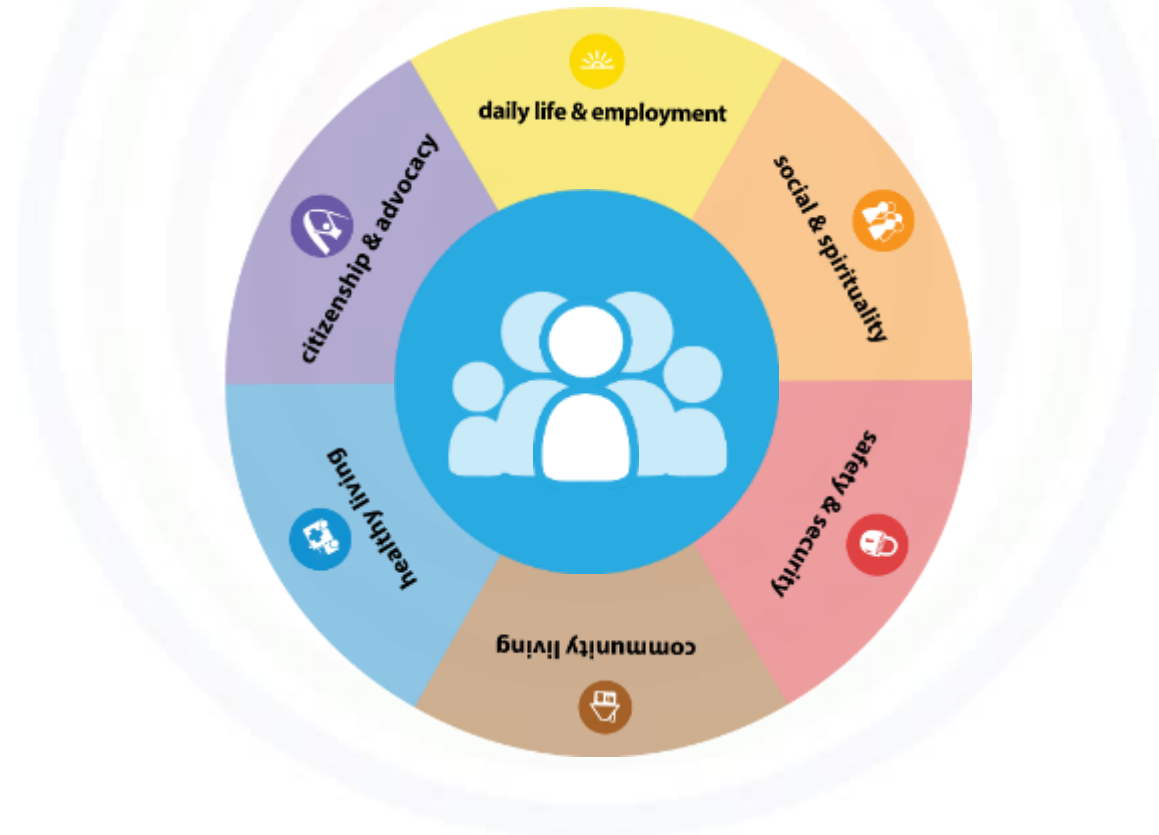 daily life & employment
social & spirituality
safety & security
community living
healthy living
citizenship & advocacy